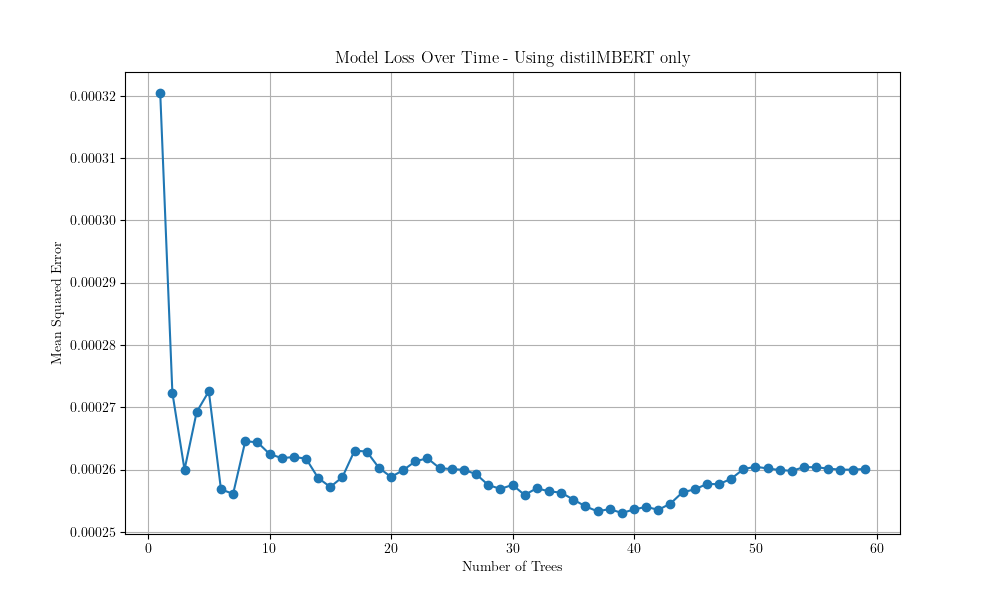 Model Loss Over Time - Using distilMBERT only
Mean Squared Error
0.00032
0.00031
0.00030
0.00029
0.00028
0.00027
0.00026
0.00025
0 10 20 30 40 50 60
Number of Trees